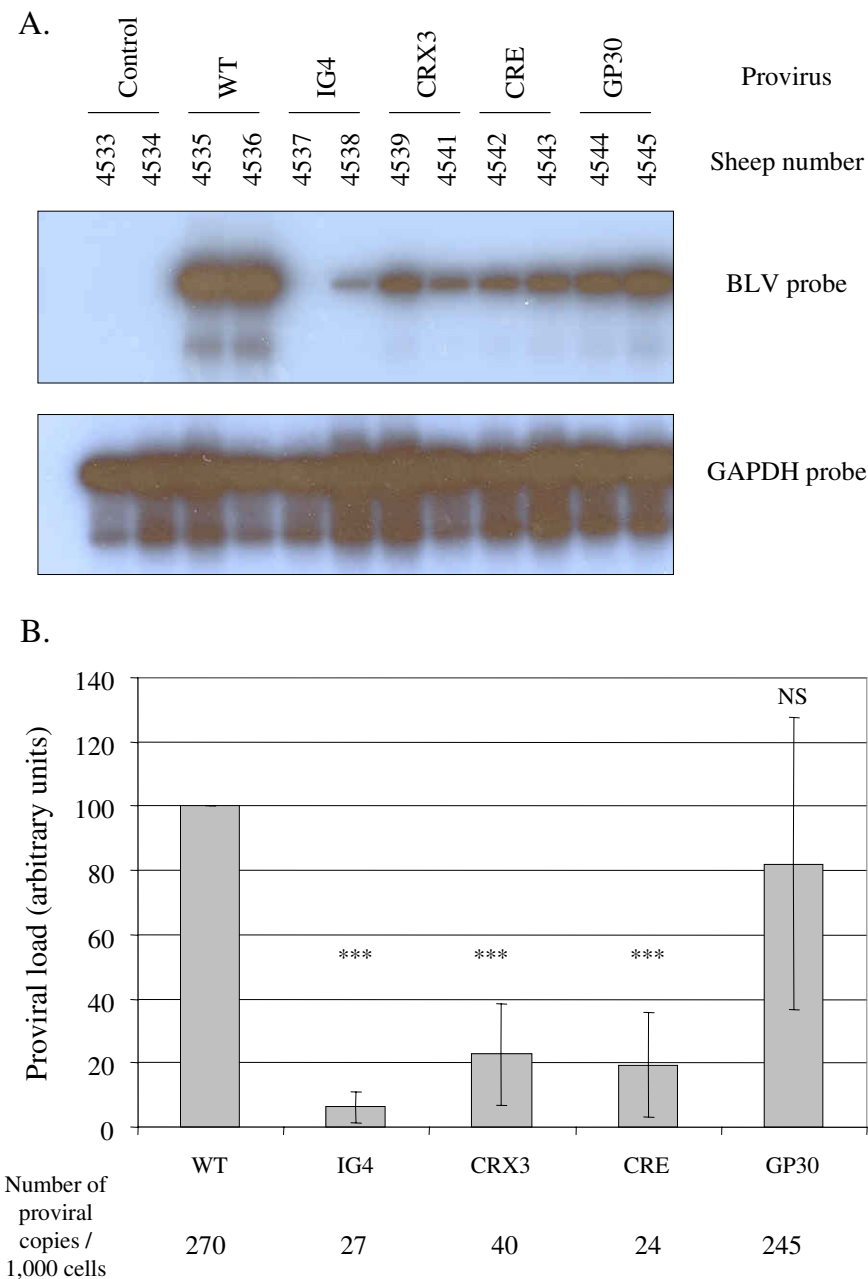 A.
Control WT IG4 CRX3 CRE GP30 Provirus
4533 4534 4535 4536 4537 4538 4539 4541 4542 4543 4544 4545 Sheep number
BLV probe
GAPDH probe
B.
Proviral load (arbitrary units)
140
120
100
80
60
40
20
0
NS
*** *** ***
WT IG4 CRX3 CRE GP30
Number of
proviral
copies /
1,000 cells
270 27 40 24 245